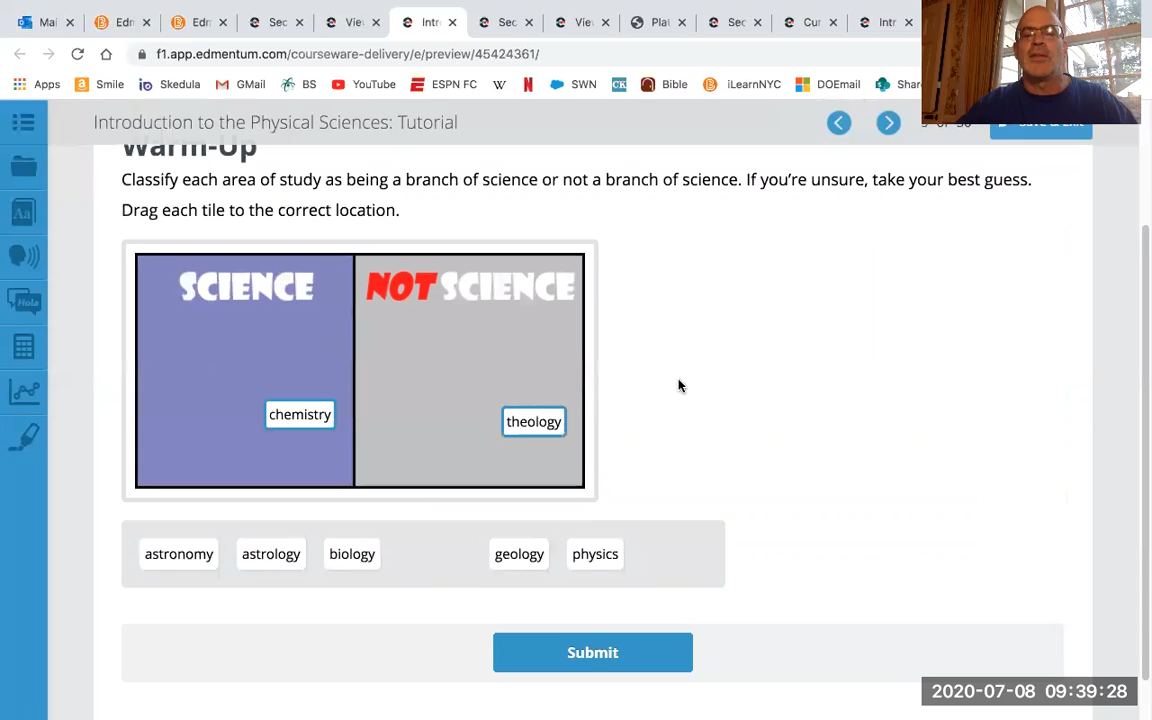 Mai
Edm
Edm
Sec
Vie
Intr
Sec
Vie
Pla
Sec
Cur
Intr
f1.app.edmentum.com/courseware-delivery/e/preview/45424361/
Apps Smile Skedula GMail BS YouTube ESPN FC SWN Bible iLearnNYC DOEmail Shar
Introduction to the Physical Sciences: Tutorial
Warm-Up
Classify each area of study as being a branch of science or not a branch of science. If you’re unsure, take your best guess.
Drag each tile to the correct location.
SCIENCE NOT SCIENCE
chemistry
theology
astronomy astrology biology geology physics
Submit
2020-07-08 09:39:28